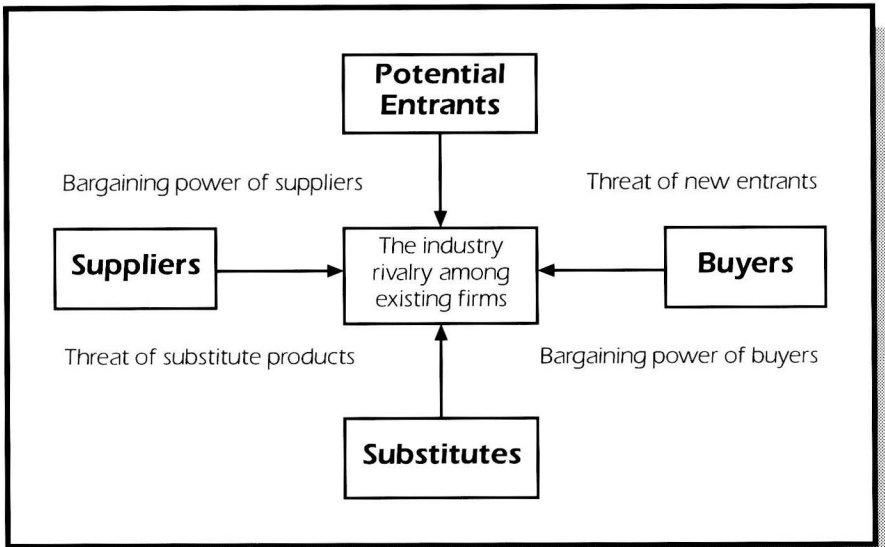 Potential
Entrants
Bargaining power of suppliers
Threat of new entrants
Suppliers
The industry
rivalry among
existing firms
Buyers
Threat of substitute products
Bargaining power of buyers
Substitutes